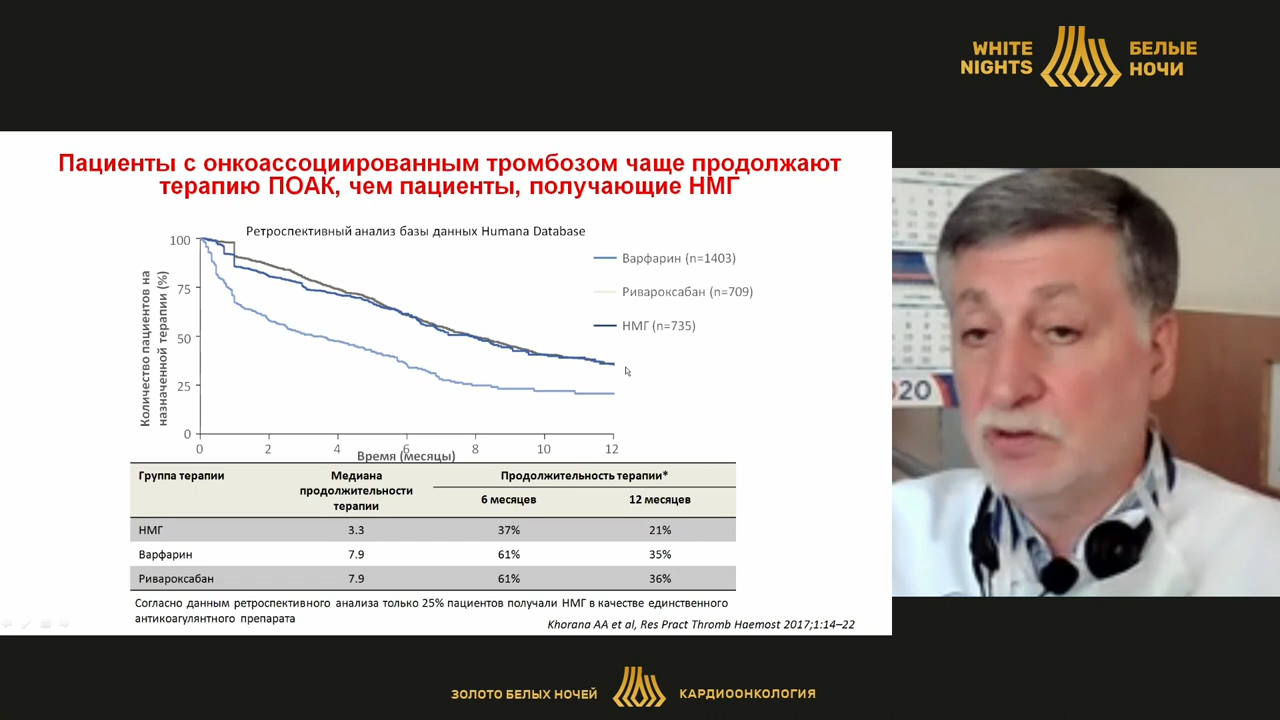 WHITE
NIGHTS
БЕЛЫЕ
НОЧИ
Пациенты с онкоассоциированным тромбозом чаще продолжают
терапию ПОАК, чем пациенты, получающие НМГ
Ретроспективный анализ базы данных Humana Database
Количество пациентов на
назначенной терапии (%)
100
75
50
25
0
0
2
4
6
8
10
12
Время (месяцы)
Варфарин (n=1403)
Ривароксабан (n=709)
НМГ (n=735)
Группа терапии
Медиана
продолжительности
терапии
Продолжительность терапии*
6 месяцев
12 месяцев
НМГ 3.3 37% 21%
Варфарин 7.9 61% 35%
Ривароксабан 7.9 61% 36%
Согласно данным ретроспективного анализа только 25% пациентов получали НМГ в качестве единственного
антикоагулянтного препарата
Khorana AA et al, Res Pract Thromb Haemost 2017;1:14–22
20
ЗОЛОТО БЕЛЫХ НОЧЕЙ
КАРДИООНКОЛОГИЯ